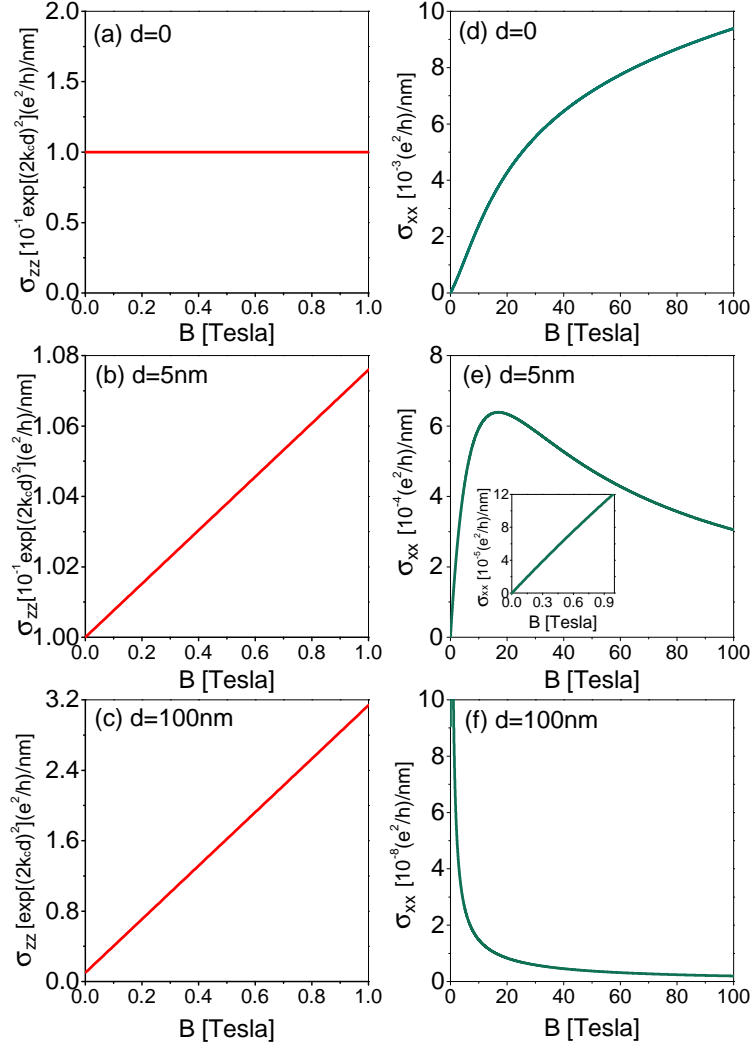 (a) d=0
σzz [10⁻¹exp[(2kcd)²](e²/h)/nm]
2.0
1.5
1.0
0.5
0.0
0.0 0.2 0.4 0.6 0.8 1.0
B [Tesla]
(d) d=0
σxx [10⁻³(e²/h)/nm]
10
8
6
4
2
0
0 20 40 60 80 100
B [Tesla]
(b) d=5nm
σzz[10⁻¹exp[(2kcd)²](e²/h)/nm]
1.08
1.06
1.04
1.02
1.00
0.0 0.2 0.4 0.6 0.8 1.0
B [Tesla]
(e) d=5nm
σxx [10⁻⁴(e²/h)/nm]
8
6
4
2
0
0 20 40 60 80 100
B [Tesla]
σxx [10⁻⁵(e²/h)/nm]
12
8
4
0
0.0 0.3 0.6 0.9
B [Tesla]
(c) d=100nm
σzz [exp[(2kcd)²](e²/h)/nm]
3.2
2.4
1.6
0.8
0.0
0.0 0.2 0.4 0.6 0.8 1.0
B [Tesla]
(f) d=100nm
σxx [10⁻⁸(e²/h)/nm]
10
8
6
4
2
0
0 20 40 60 80 100
B [Tesla]